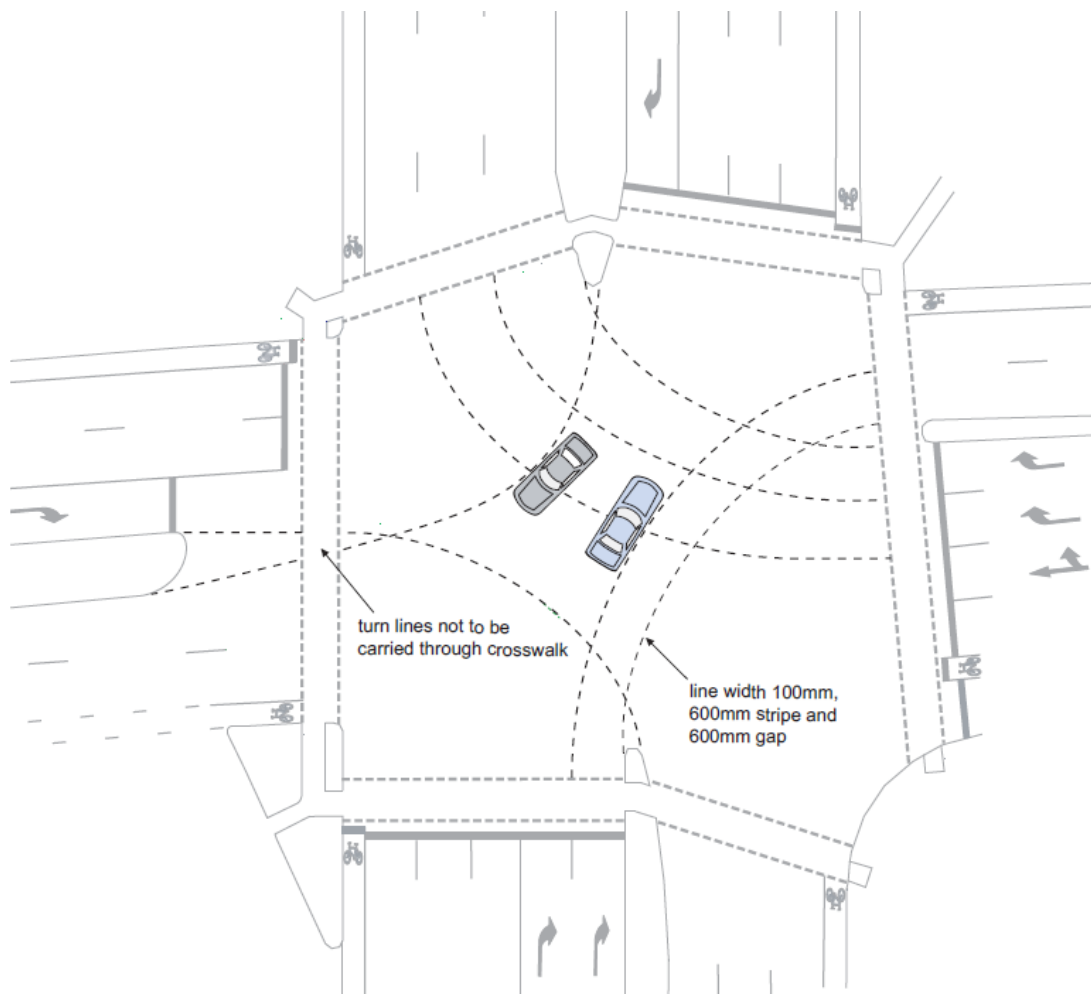 turn lines not to be
carried through crosswalk
line width 100mm,
600mm stripe and
600mm gap